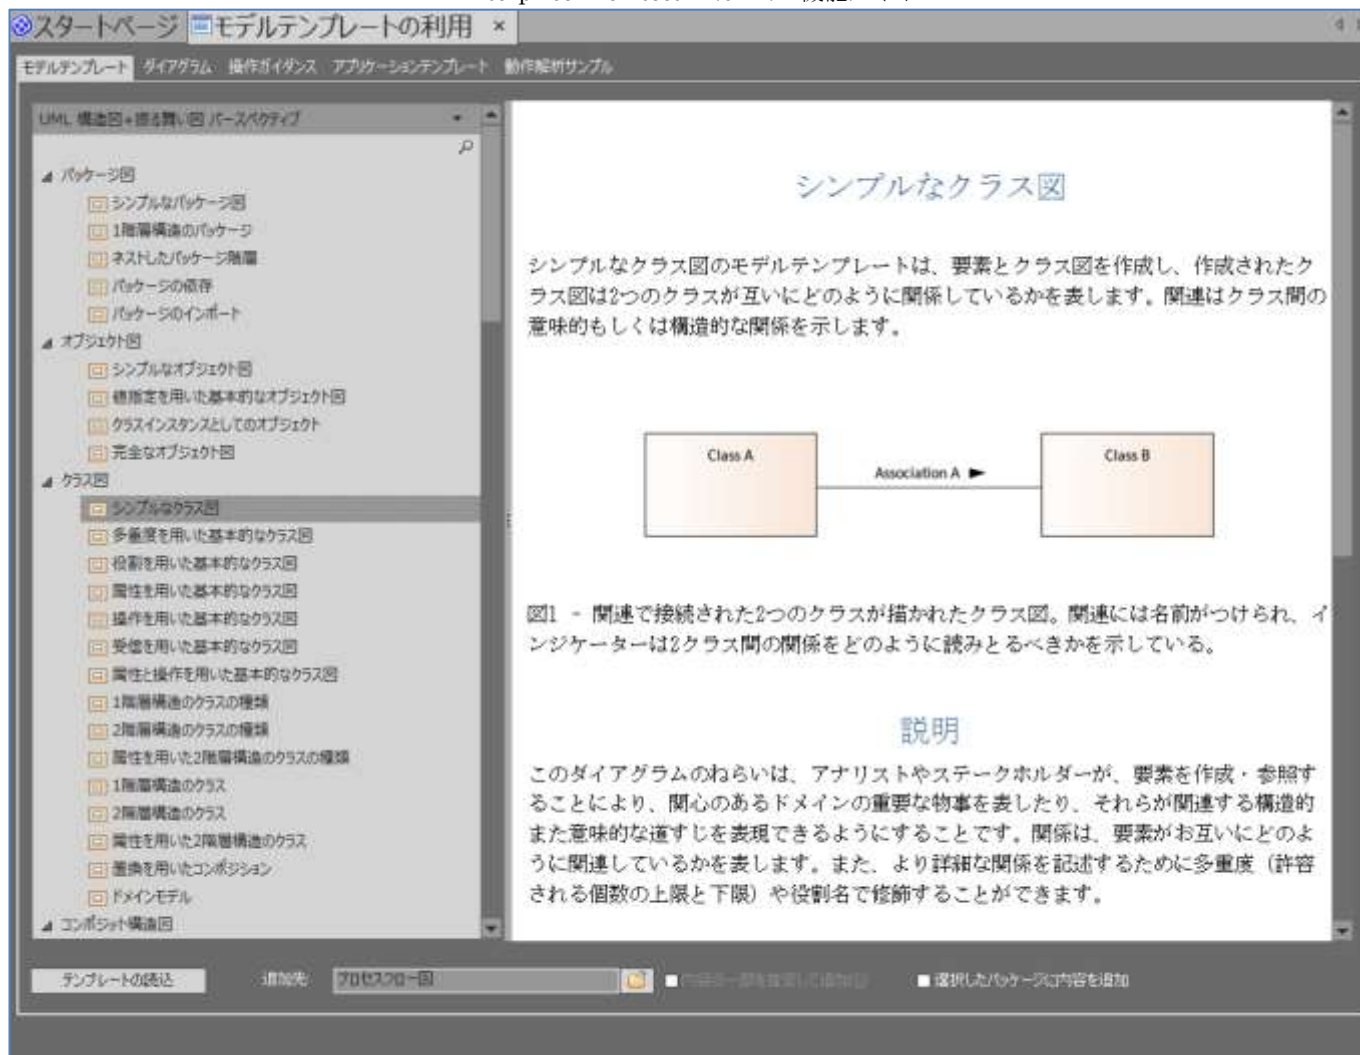 スタートページ モデルテンプレートの利用 ×
モデルテンプレート ダイアグラム 操作ガイダンス アプリケーションテンプレート 動作解析サンプル
UML 構造図+振る舞い図 パースペクティブ
パッケージ図
シンプルなパッケージ図
1階層構造のパッケージ
ネストしたパッケージ階層
パッケージの依存
パッケージのインポート
オブジェクト図
シンプルなオブジェクト図
値指定を用いた基本的なオブジェクト図
クラスインスタンスとしてのオブジェクト
完全なオブジェクト図
クラス図
シンプルなクラス図
多重度を用いた基本的なクラス図
役割を用いた基本的なクラス図
属性を用いた基本的なクラス図
操作を用いた基本的なクラス図
受信を用いた基本的なクラス図
属性と操作を用いた基本的なクラス図
1階層構造のクラスの種類
2階層構造のクラスの種類
属性を用いた2階層構造のクラスの種類
1階層構造のクラス
2階層構造のクラス
属性を用いた2階層構造のクラス
置換を用いたコンポジション
ドメインモデル
コンポジット構造図
シンプルなクラス図
シンプルなクラス図のモデルテンプレートは、要素とクラス図を作成し、作成されたク
ラス図は2つのクラスが互いにどのように関係しているかを表します。関連はクラス間の
意味的もしくは構造的な関係を示します。
Class A
Association A
Class B
図1 - 関連で接続された2つのクラスが描かれたクラス図。関連には名前がつけられ、イ
ンジケーターは2クラス間の関係をどのように読みとるべきかを示している。
説明
このダイアグラムのねらいは、アナリストやステークホルダーが、要素を作成・参照す
ることにより、関心のあるドメインの重要な物事を表したり、それらが関連する構造的
また意味的な道すじを表現できるようにすることです。関係は、要素がお互いにどのよ
うに関連しているかを表します。また、より詳細な関係を記述するために多重度（許容
される個数の上限と下限）や役割名で修飾することができます。
テンプレートの読込 追加先 プロセスフロー図 選択したパッケージに内容を追加